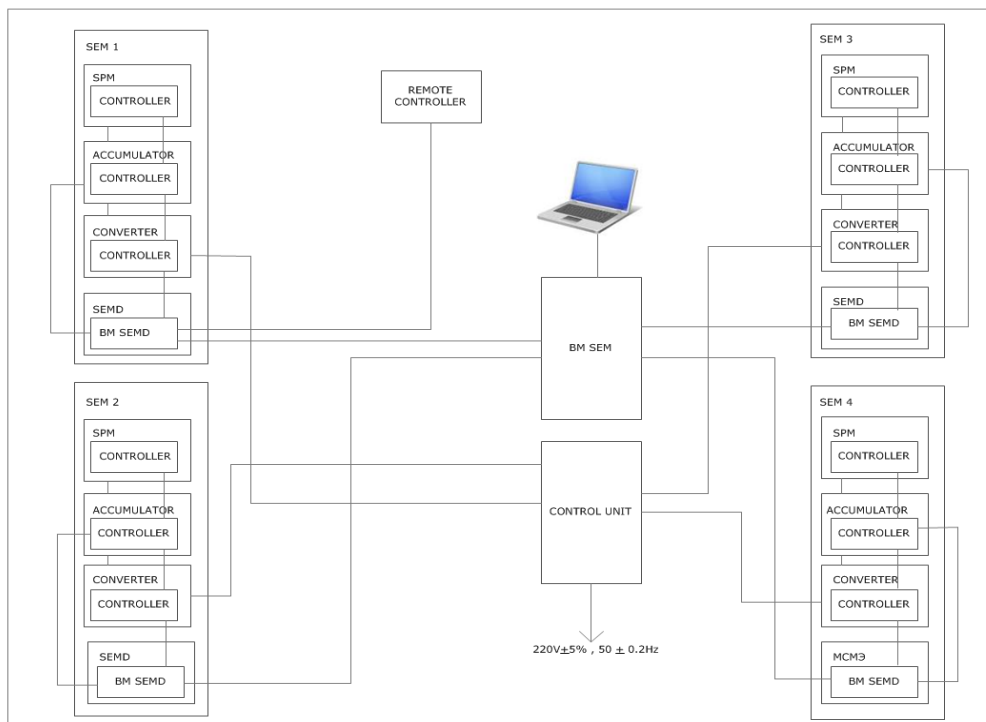 SEM 1
SPM
CONTROLLER
ACCUMULATOR
CONTROLLER
CONVERTER
CONTROLLER
SEMD
BM SEMD
SEM 2
SPM
CONTROLLER
ACCUMULATOR
CONTROLLER
CONVERTER
CONTROLLER
SEMD
BM SEMD
REMOTE
CONTROLLER
BM SEM
CONTROL UNIT
220V±5% , 50 ± 0.2Hz
SEM 3
SPM
CONTROLLER
ACCUMULATOR
CONTROLLER
CONVERTER
CONTROLLER
SEMD
BM SEMD
SEM 4
SPM
CONTROLLER
ACCUMULATOR
CONTROLLER
CONVERTER
CONTROLLER
МСМЭ
BM SEMD